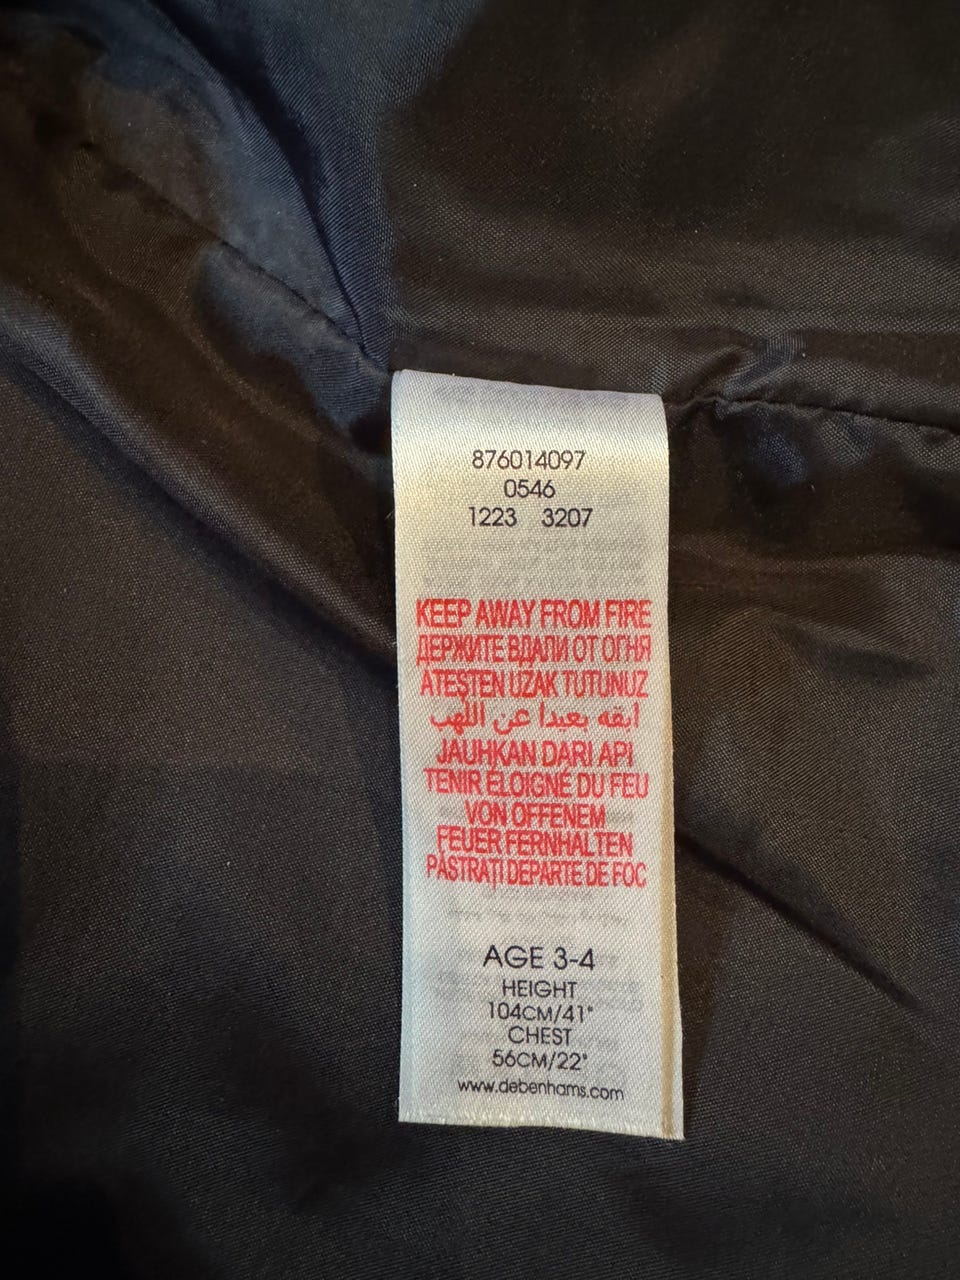 876014097
0546
1223 3207
KEEP AWAY FROM FIRE
ДЕРЖИТЕ ВДАЛИ ОТ ОГНЯ
ATEŞTEN UZAK TUTUNUZ
ابقه بعيدا عن اللهب
JAUHKAN DARI API
TENIR ÉLOIGNÉ DU FEU
VON OFFENEM
FEUER FERNHALTEN
PĂSTRAȚI DEPARTE DE FOC
AGE 3-4
HEIGHT
104CM/41"
CHEST
56CM/22"
www.debenhams.com